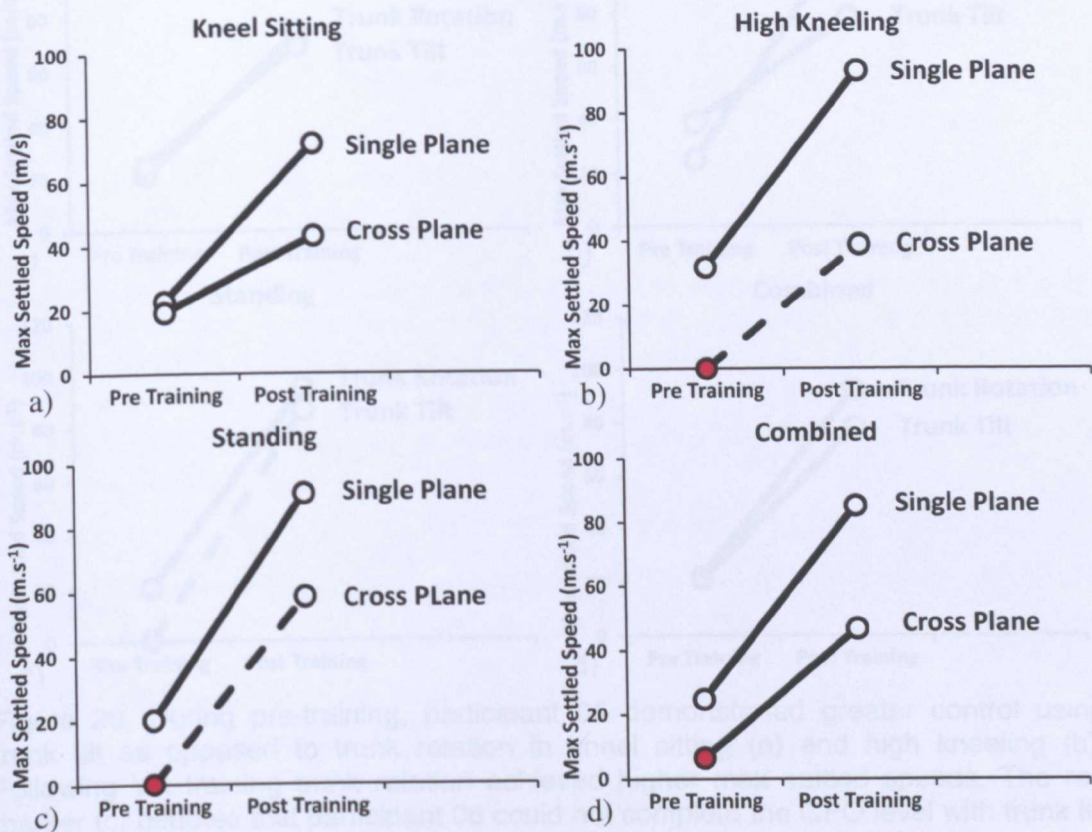 Kneel Sitting
Max Settled Speed (m/s)
100
80
60
40
20
0
Single Plane
Cross Plane
Pre Training Post Training
a)
High Kneeling
Max Settled Speed (m.s⁻¹)
100
80
60
40
20
0
Single Plane
Cross Plane
Pre Training Post Training
b)
Standing
Max Settled Speed (m.s⁻¹)
100
80
60
40
20
Single Plane
Cross PLane
Pre Training Post Training
c)
Combined
Max Settled Speed (m.s⁻¹)
100
80
60
40
20
0
Single Plane
Cross Plane
Pre Training Post Training
d)